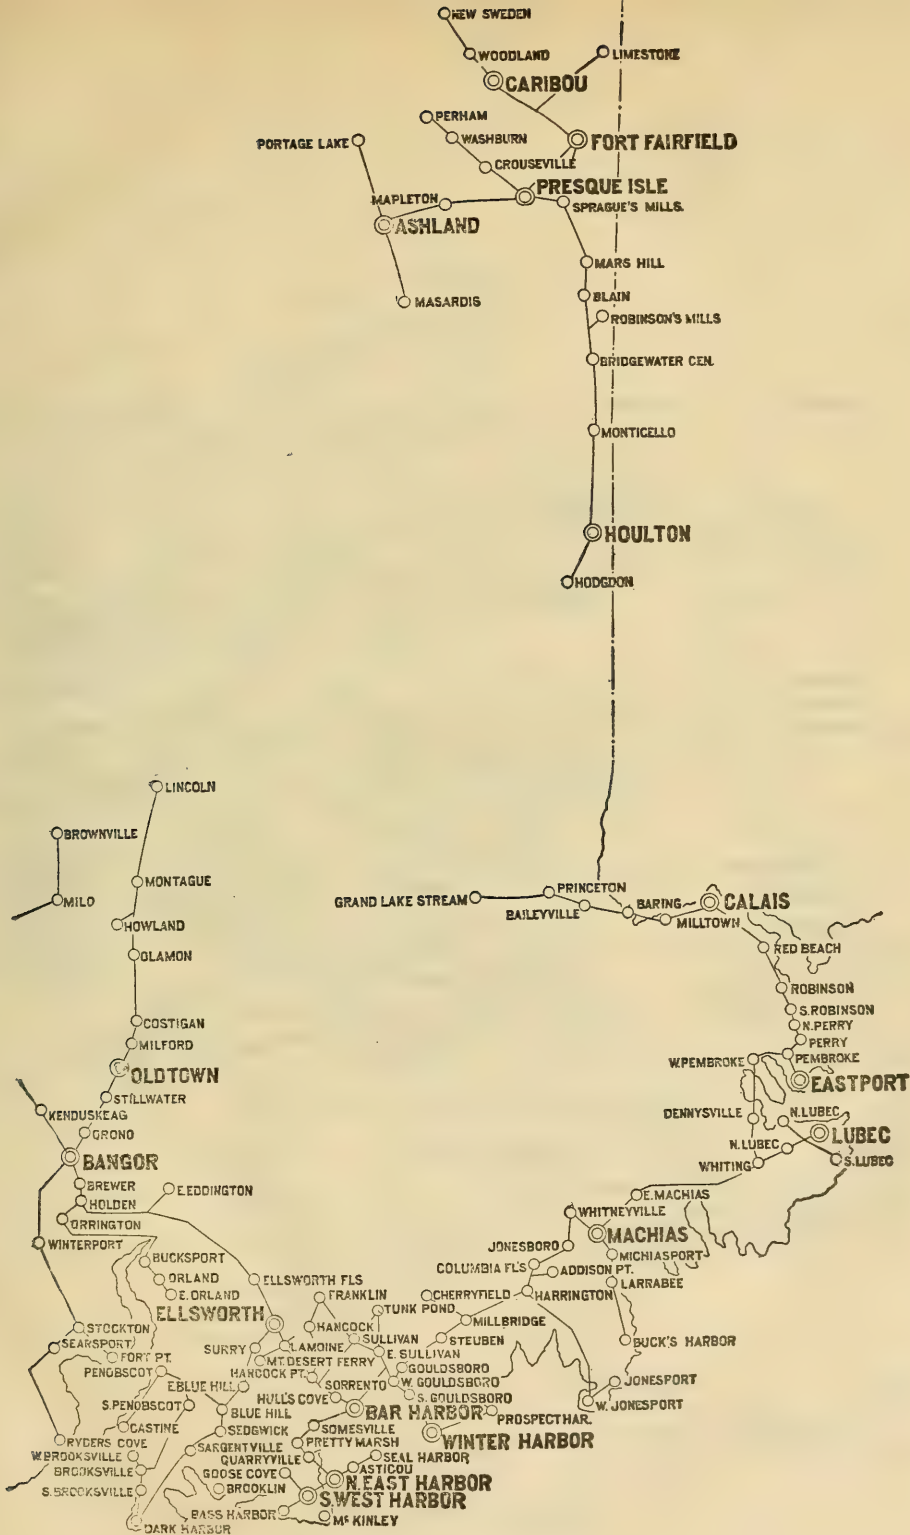 NEW SWEDEN
WOODLAND
LIMESTONE
CARIBOU
PERHAM
WASHBURN
FORT FAIRFIELD
PORTAGE LAKE
CROUSEVILLE
PRESQUE ISLE
MAPLETON
SPRAGUE'S MILLS.
ASHLAND
MARS HILL
BLAIN
MASARDIS
ROBINSON'S MILLS
BRIDGEWATER CEN.
MONTICELLO
HOULTON
HODGDON
LINCOLN
BROWNVILLE
MONTAGUE
MILO
HOWLAND
OLAMON
COSTIGAN
MILFORD
OLDTOWN
STILLWATER
KENDUSKEAG
ORONO
BANGOR
BREWER
HOLDEN
E.EDDINGTON
ORRINGTON
WINTERPORT
BUCKSPORT
ORLAND
E.ORLAND
GRAND LAKE STREAM
PRINCETON
BAILEYVILLE
BARING
CALAIS
MILLTOWN
RED BEACH
ROBINSON
S.ROBINSON
N.PERRY
PERRY
W.PEMBROKE
PEMBROKE
EASTPORT
DENNYSVILLE
N.LUBEC
LUBEC
N.LUBEC
S.LUBEC
WHITING
E.MACHIAS
WHITNEYVILLE
MACHIAS
JONESBORO
MICHIASPORT
COLUMBIA FL'S
ADDISON PT.
LARRABEE
ELLSWORTH FLS
FRANKLIN
CHERRYFIELD
HARRINGTON
ELLSWORTH
TUNK POND
MILLBRIDGE
STOCKTON
HANCOCK
SULLIVAN
STEUBEN
BUCK'S HARBOR
SEARSPORT
SURRY
LAMOINE
E. SULLIVAN
FORT PT.
MT. DESERT FERRY
GOULDSBORO
PENOBSCOT
HANCOCK PT.
SORRENTO
W. GOULDSBORO
JONESPORT
E.BLUE HILL
HULL'S COVE
S. GOULDSBORO
W. JONESPORT
S.PENOBSCOT
BLUE HILL
BAR HARBOR
PROSPECT HAR.
CASTINE
SEDGWICK
SOMESVILLE
WINTER HARBOR
RYDERS COVE
SARGENTVILLE
PRETTY MARSH
W.BROOKSVILLE
QUARRYVILLE
SEAL HARBOR
BROOKSVILLE
GOOSE COVE
ASTICOU
S.BROOKSVILLE
BROOKLIN
N.EAST HARBOR
S.WEST HARBOR
BASS HARBOR
McKINLEY
DARK HARBOR